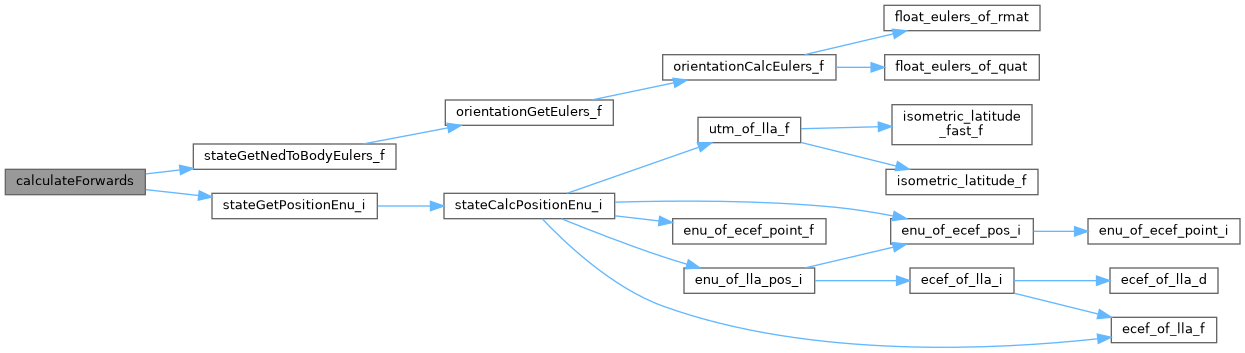 float_eulers_of_rmat
orientationCalcEulers_f
float_eulers_of_quat
orientationGetEulers_f
isometric_latitude
_fast_f
utm_of_lla_f
stateGetNedToBodyEulers_f
calculateForwards
isometric_latitude_f
stateGetPositionEnu_i
stateCalcPositionEnu_i
enu_of_ecef_point_f
enu_of_ecef_pos_i
enu_of_ecef_point_i
enu_of_lla_pos_i
ecef_of_lla_i
ecef_of_lla_d
ecef_of_lla_f